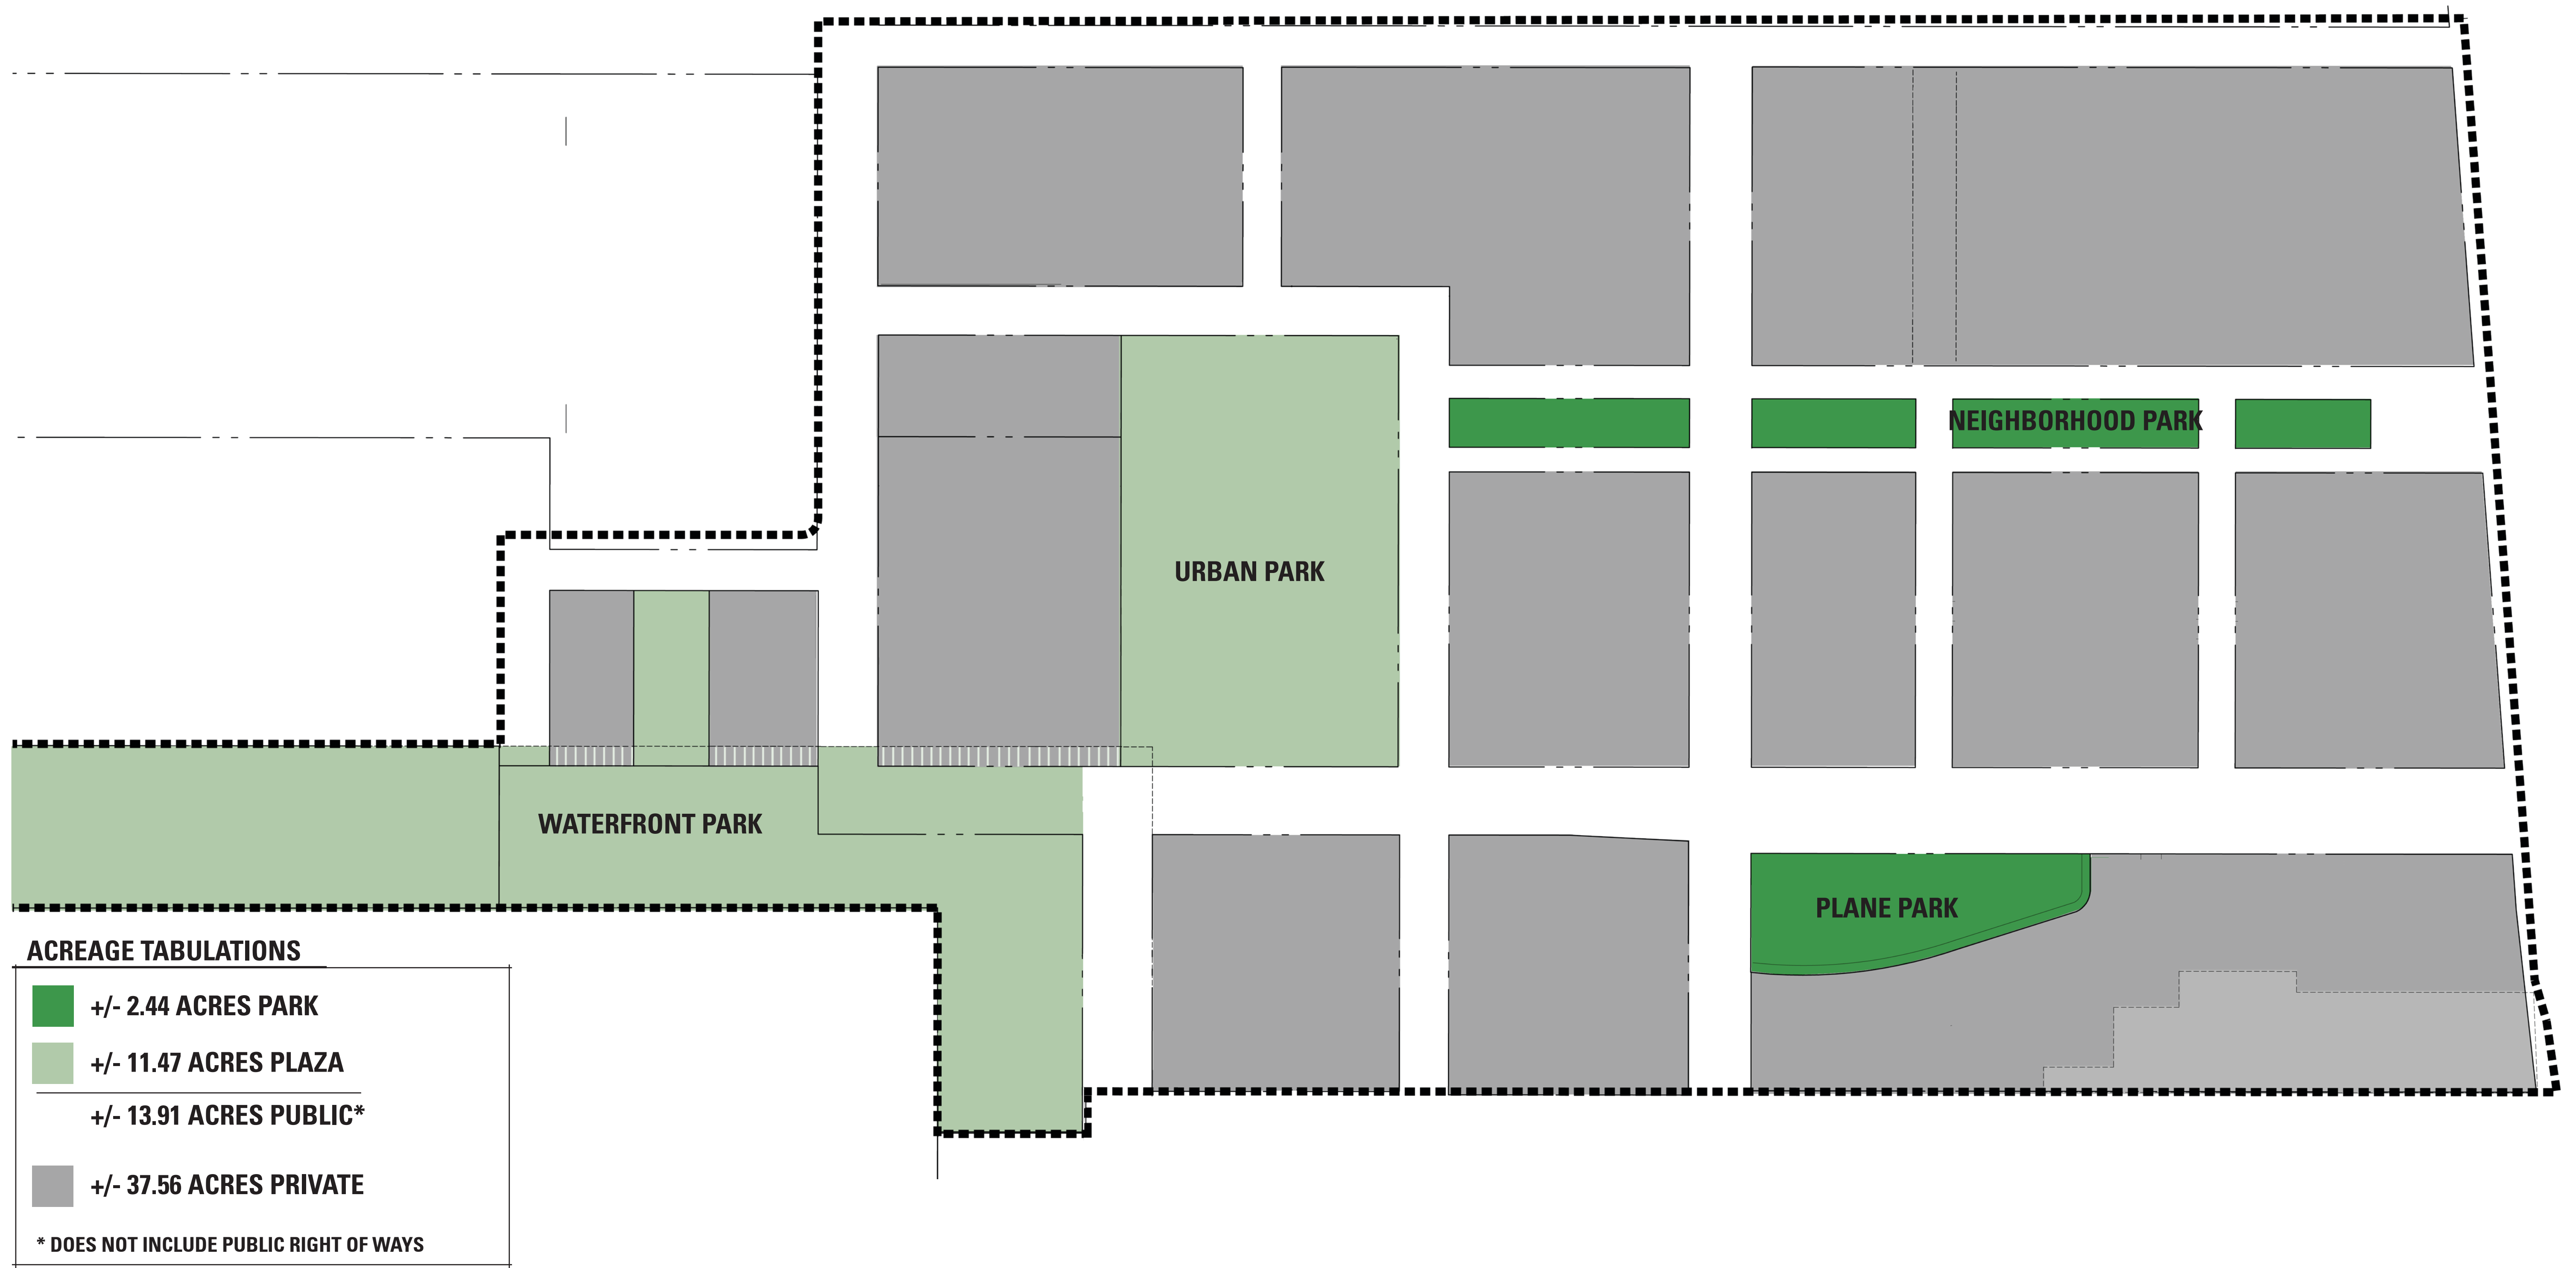 NEIGHBORHOOD PARK
URBAN PARK
WATERFRONT PARK
PLANE PARK
ACREAGE TABULATIONS
+/- 2.44 ACRES PARK
+/- 11.47 ACRES PLAZA
+/- 13.91 ACRES PUBLIC*
+/- 37.56 ACRES PRIVATE
* DOES NOT INCLUDE PUBLIC RIGHT OF WAYS